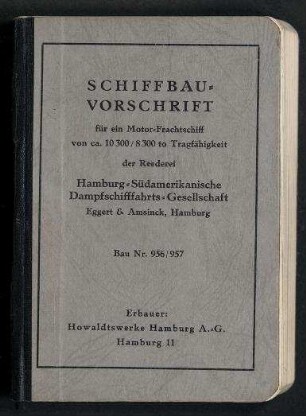 SCHIFFBAU=
VORSCHRIFT
für ein Motor-Frachtschiff
von ca. 10300/8300 to Tragfähigkeit
der Reederei
Hamburg=Südamerikanische
Dampfschifffahrts=Gesellschaft
Eggert & Amsinck, Hamburg
Bau Nr. 956/957
Erbauer:
Howaldtswerke Hamburg A.=G.
Hamburg 11